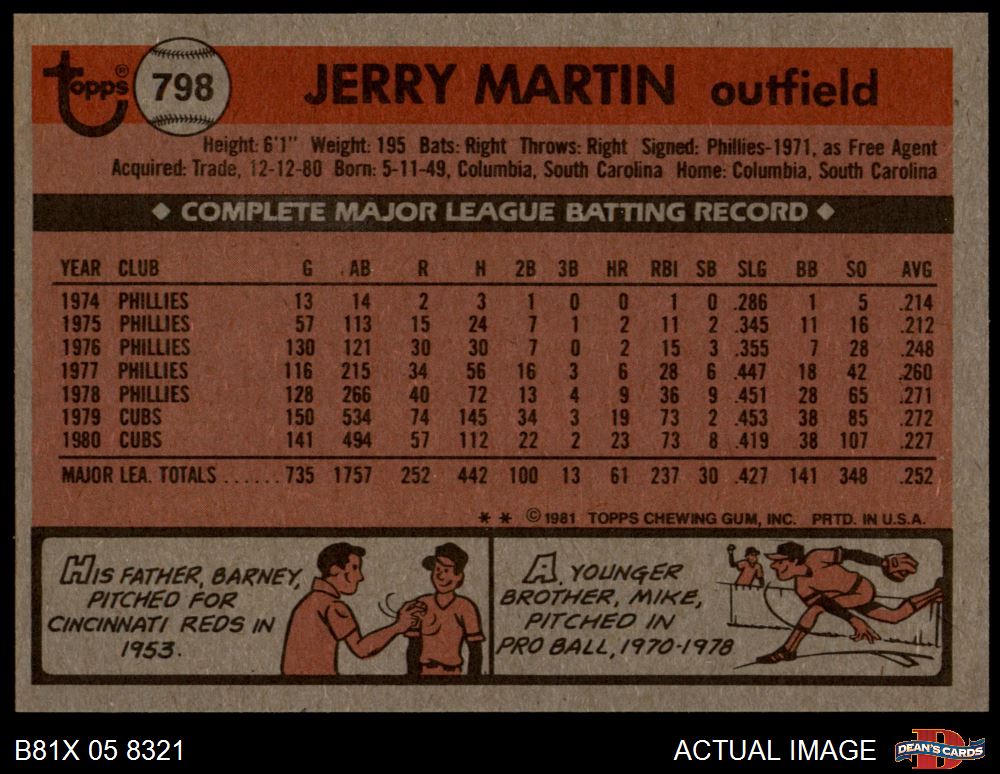 topps® 798 JERRY MARTIN outfield
Height: 6'1" Weight: 195 Bats: Right Throws: Right Signed: Phillies-1971, as Free Agent
Acquired: Trade, 12-12-80 Born: 5-11-49, Columbia, South Carolina Home: Columbia, South Carolina
◆ COMPLETE MAJOR LEAGUE BATTING RECORD ◆
YEAR CLUB G AB R H 2B 3B HR RBI SB SLG BB SO AVG
1974 PHILLIES 13 14 2 3 1 0 0 1 0 .286 1 5 .214
1975 PHILLIES 57 113 15 24 7 1 2 11 2 .345 11 16 .212
1976 PHILLIES 130 121 30 30 7 0 2 15 3 .355 7 28 .248
1977 PHILLIES 116 215 34 56 16 3 6 28 6 .447 18 42 .260
1978 PHILLIES 128 266 40 72 13 4 9 36 9 .451 28 65 .271
1979 CUBS 150 534 74 145 34 3 19 73 2 .453 38 85 .272
1980 CUBS 141 494 57 112 22 2 23 73 8 .419 38 107 .227
MAJOR LEA. TOTALS ...... 735 1757 252 442 100 13 61 237 30 .427 141 348 .252
* * © 1981 TOPPS CHEWING GUM, INC. PRTD. IN U.S.A.
HIS FATHER, BARNEY,
PITCHED FOR
CINCINNATI REDS IN
1953.
A YOUNGER
BROTHER, MIKE,
PITCHED IN
PRO BALL, 1970-1978
B81X 05 8321 ACTUAL IMAGE D DEAN'S CARDS